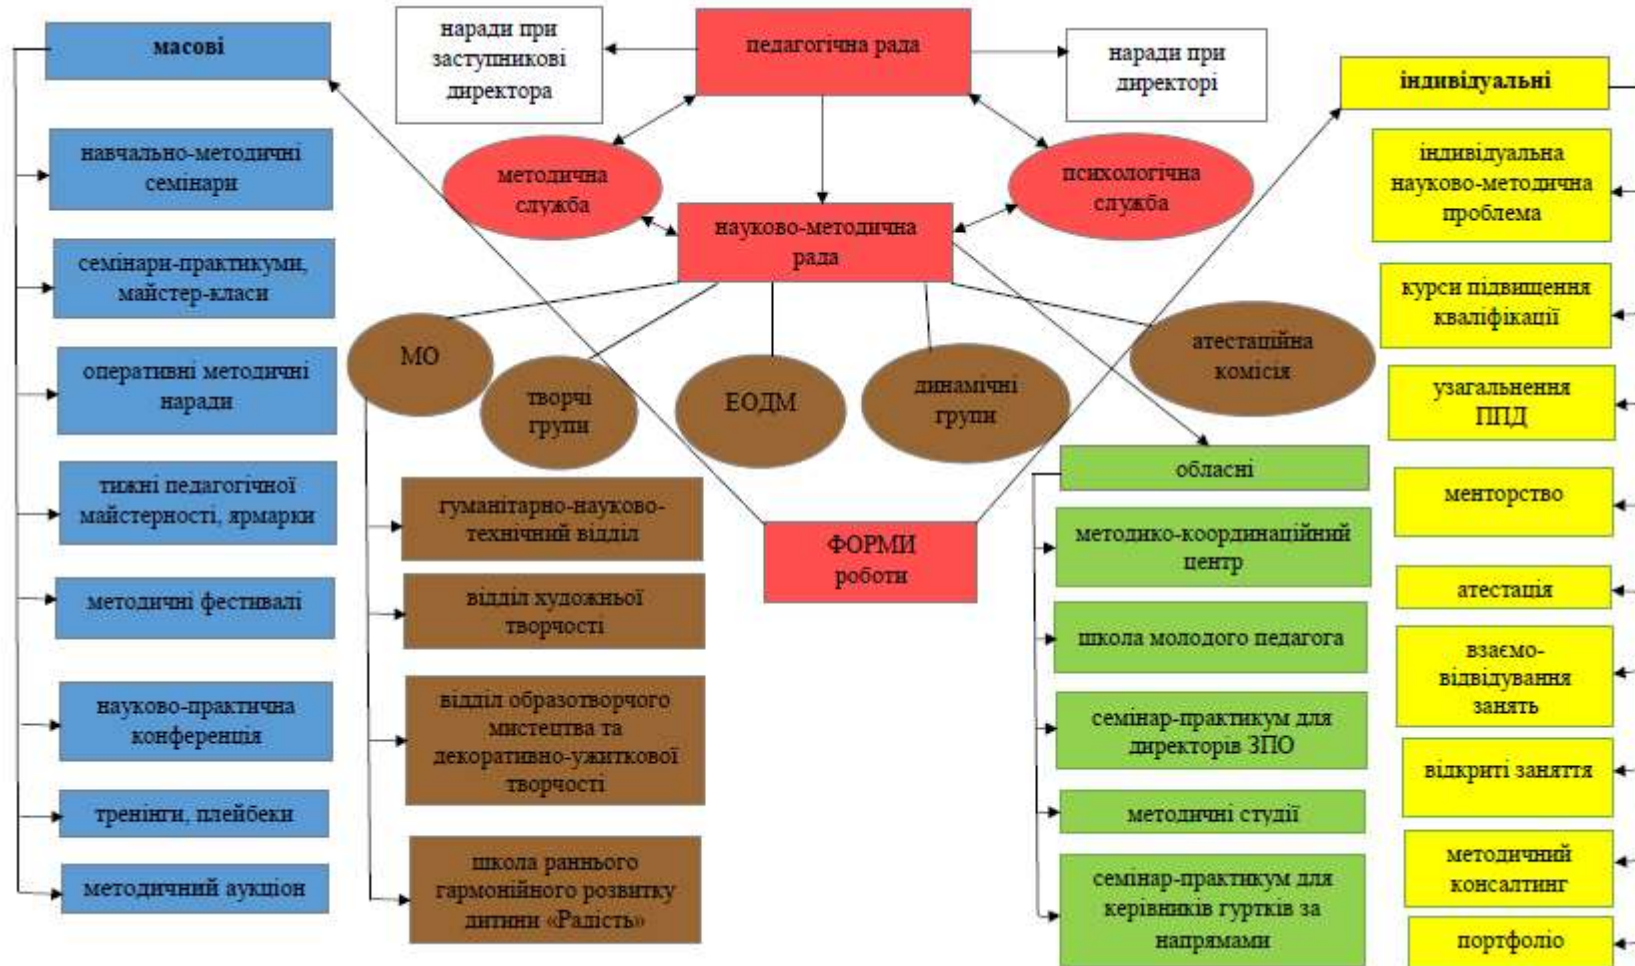 масові
навчально-методичні
семінари
семінари-практикуми,
майстер-класи
оперативні методичні
наради
тижні педагогічної
майстерності, ярмарки
методичні фестивалі
науково-практична
конференція
тренінги, плейбеки
методичний аукціон
наради при
заступникові
директора
педагогічна рада
наради при
директорі
методична
служба
психологічна
служба
науково-методична
рада
МО
творчі
групи
ЕОДМ
динамічні
групи
атестаційна
комісія
гуманітарно-науково-
технічний відділ
відділ художньої
творчості
відділ образотворчого
мистецтва та
декоративно-ужиткової
творчості
школа раннього
гармонійного розвитку
дитини «Радість»
ФОРМИ
роботи
обласні
методико-координаційний
центр
школа молодого педагога
семінар-практикум для
директорів ЗПО
методичні студії
семінар-практикум для
керівників гуртків за
напрямами
індивідуальні
індивідуальна
науково-методична
проблема
курси підвищення
кваліфікації
узагальнення
ППД
менторство
атестація
взаємо-
відвідування
занять
відкриті заняття
методичний
консалтинг
портфоліо